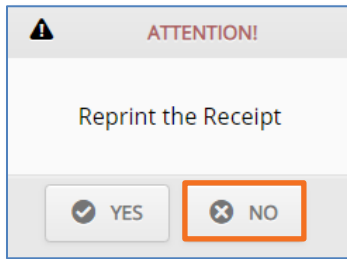 ATTENTION!
Reprint the Receipt
YES NO